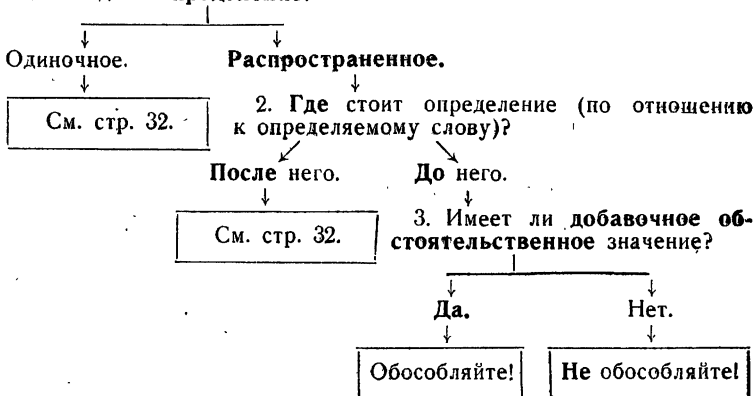 Одиночное. Распространенное.
См. стр. 32.
2. Где стоит определение (по отношению
к определяемому слову)?
После него. До него.
См. стр. 32.
3. Имеет ли добавочное об-
стоятельственное значение?
Да. Нет.
Обособляйте! Не обособляйте!